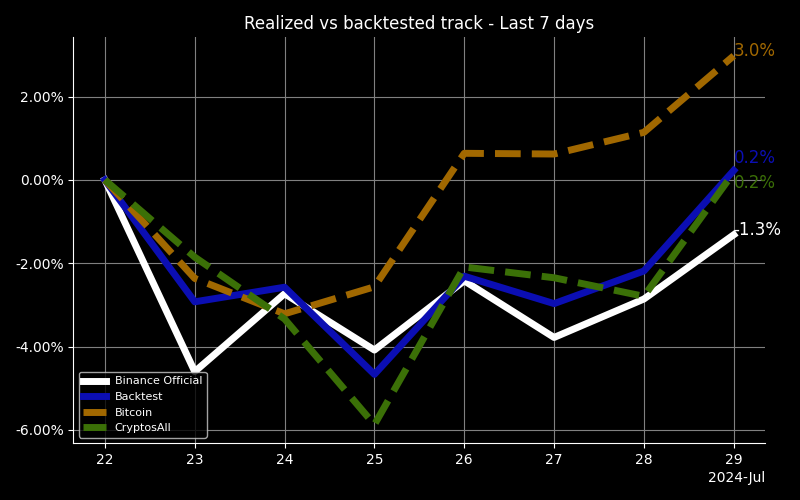 Realized vs backtested track - Last 7 days
3.0%
2.00%
0.2%
0.00%
0.2%
-1.3%
-2.00%
-4.00%
-6.00%
Binance Official
Backtest
Bitcoin
CryptosAll
22 23 24 25 26 27 28 29
2024-Jul